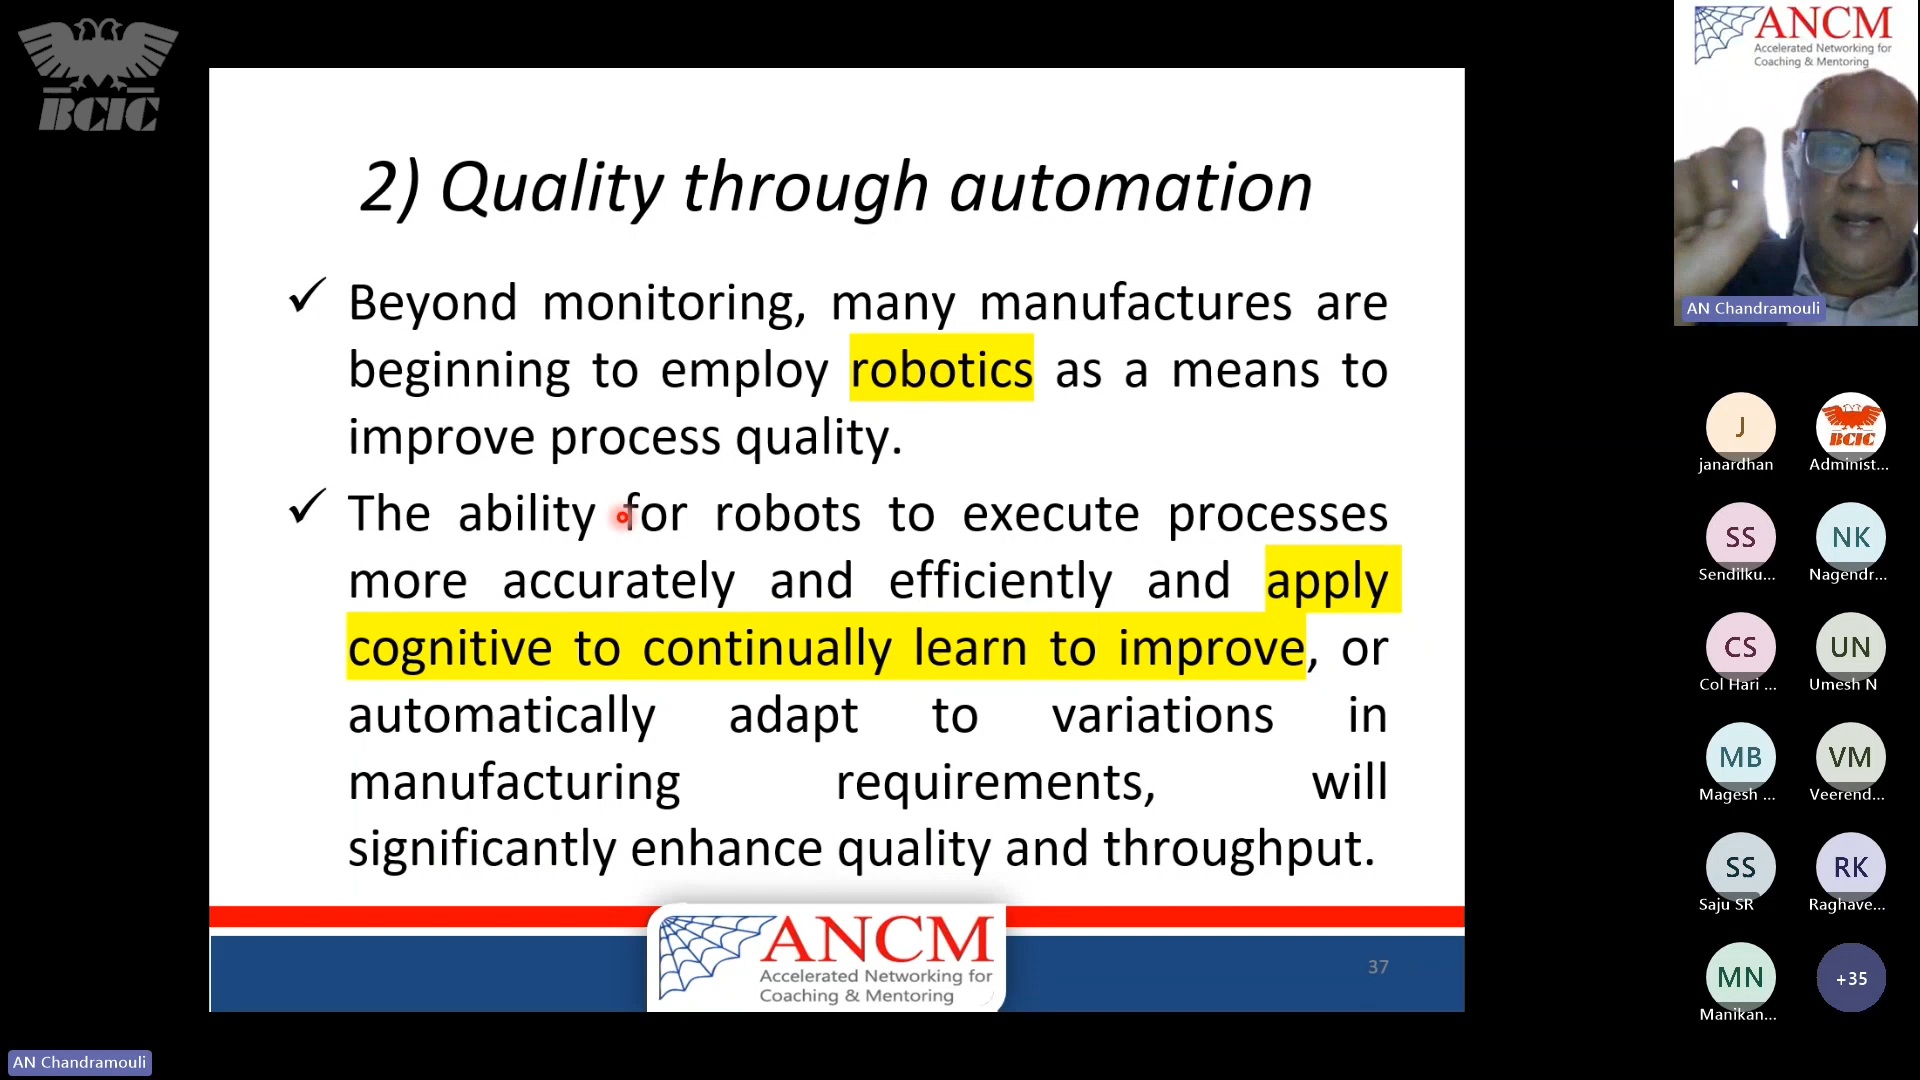 BCIC
2) Quality through automation
✓ Beyond monitoring, many manufactures are
beginning to employ robotics as a means to
improve process quality.
✓ The ability for robots to execute processes
more accurately and efficiently and apply
cognitive to continually learn to improve, or
automatically adapt to variations in
manufacturing requirements, will
significantly enhance quality and throughput.
ANCM
Accelerated Networking for
Coaching & Mentoring
37
AN Chandramouli
ANCM
Accelerated Networking for
Coaching & Mentoring
AN Chandramouli
J
janardhan
BCIC
Administ...
SS
Sendilku...
NK
Nagendr...
CS
Col Hari ...
UN
Umesh N
MB
Magesh ...
VM
Veerend...
SS
Saju SR
RK
Raghave...
MN
Manikan...
+35